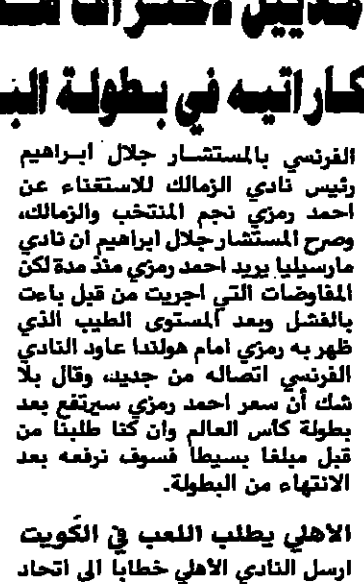 ملايين
كاراتيه في بطولة
الفرنسي بالمستشار جلال ابراهيم
رئيس نادي الزمالك للاستغناء عن
احمد رمزي نجم المنتخب والزمالك،
وصرح المستشار جلال ابراهيم ان نادي
مارسيليا يريد احمد رمزي منذ مدة لكن
المفاوضات التي اجريت من قبل باءت
بالفشل وبعد المستوى الطيب الذي
ظهر به رمزي امام هولندا عاود النادي
الفرنسي اتصاله من جديد، وقال بلا
شك أن سعر احمد رمزي سيرتفع بعد
بطولة كأس العالم وان كنا طلبنا من
قبل مبلغا بسيطا فسوف نرفعه بعد
الانتهاء من البطولة.
الأهلي يطلب اللعب في الكويت
ارسل النادي الأهلي خطابا الى اتحاد